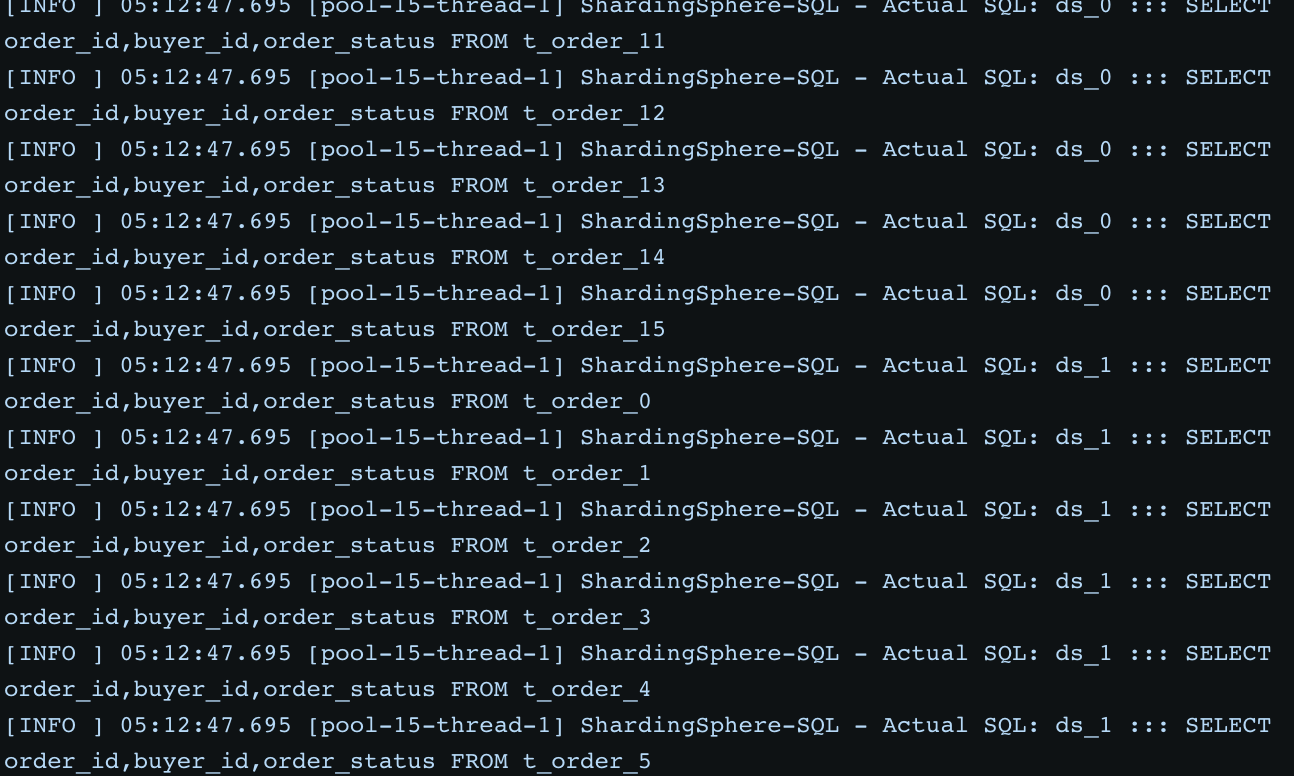 [INFO ] 05:12:47.695 [pool-15-thread-1] ShardingSphere-SQL - Actual SQL: ds_0 ::: SELECT
order_id,buyer_id,order_status FROM t_order_11
[INFO ] 05:12:47.695 [pool-15-thread-1] ShardingSphere-SQL - Actual SQL: ds_0 ::: SELECT
order_id,buyer_id,order_status FROM t_order_12
[INFO ] 05:12:47.695 [pool-15-thread-1] ShardingSphere-SQL - Actual SQL: ds_0 ::: SELECT
order_id,buyer_id,order_status FROM t_order_13
[INFO ] 05:12:47.695 [pool-15-thread-1] ShardingSphere-SQL - Actual SQL: ds_0 ::: SELECT
order_id,buyer_id,order_status FROM t_order_14
[INFO ] 05:12:47.695 [pool-15-thread-1] ShardingSphere-SQL - Actual SQL: ds_0 ::: SELECT
order_id,buyer_id,order_status FROM t_order_15
[INFO ] 05:12:47.695 [pool-15-thread-1] ShardingSphere-SQL - Actual SQL: ds_1 ::: SELECT
order_id,buyer_id,order_status FROM t_order_0
[INFO ] 05:12:47.695 [pool-15-thread-1] ShardingSphere-SQL - Actual SQL: ds_1 ::: SELECT
order_id,buyer_id,order_status FROM t_order_1
[INFO ] 05:12:47.695 [pool-15-thread-1] ShardingSphere-SQL - Actual SQL: ds_1 ::: SELECT
order_id,buyer_id,order_status FROM t_order_2
[INFO ] 05:12:47.695 [pool-15-thread-1] ShardingSphere-SQL - Actual SQL: ds_1 ::: SELECT
order_id,buyer_id,order_status FROM t_order_3
[INFO ] 05:12:47.695 [pool-15-thread-1] ShardingSphere-SQL - Actual SQL: ds_1 ::: SELECT
order_id,buyer_id,order_status FROM t_order_4
[INFO ] 05:12:47.695 [pool-15-thread-1] ShardingSphere-SQL - Actual SQL: ds_1 ::: SELECT
order_id,buyer_id,order_status FROM t_order_5